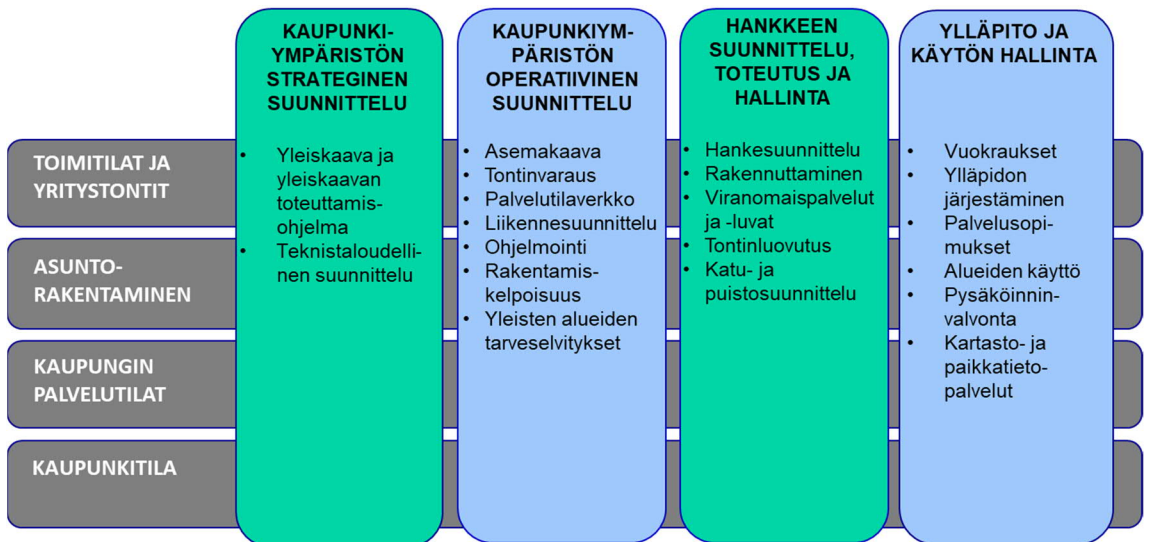 KAUPUNKI-
YMPÄRISTÖN
STRATEGINEN
SUUNNITTELU
KAUPUNKIYM-
PÄRISTÖN
OPERATIIVINEN
SUUNNITTELU
HANKKEEN
SUUNNITTELU,
TOTEUTUS JA
HALLINTA
YLLÄPITO JA
KÄYTÖN HALLINTA
TOIMITILAT JA
YRITYSTONTIT
ASUNTO-
RAKENTAMINEN
KAUPUNGIN
PALVELUTILAT
KAUPUNKITILA
• Yleiskaava ja
yleiskaavan
toteuttamis-
ohjelma
• Teknistaloudelli-
nen suunnittelu
• Asemakaava
• Tontinvaraus
• Palvelutilaverkko
• Liikennesuunnittelu
• Ohjelmointi
• Rakentamis-
kelpoisuus
• Yleisten alueiden
tarveselvitykset
• Hankesuunnittelu
• Rakennuttaminen
• Viranomaispalvelut
ja -luvat
• Tontinluovutus
• Katu- ja
puistosuunnittelu
• Vuokraukset
• Ylläpidon
järjestäminen
• Palvelusopi-
mukset
• Alueiden käyttö
• Pysäköinnin-
valvonta
• Kartasto- ja
paikkatieto-
palvelut